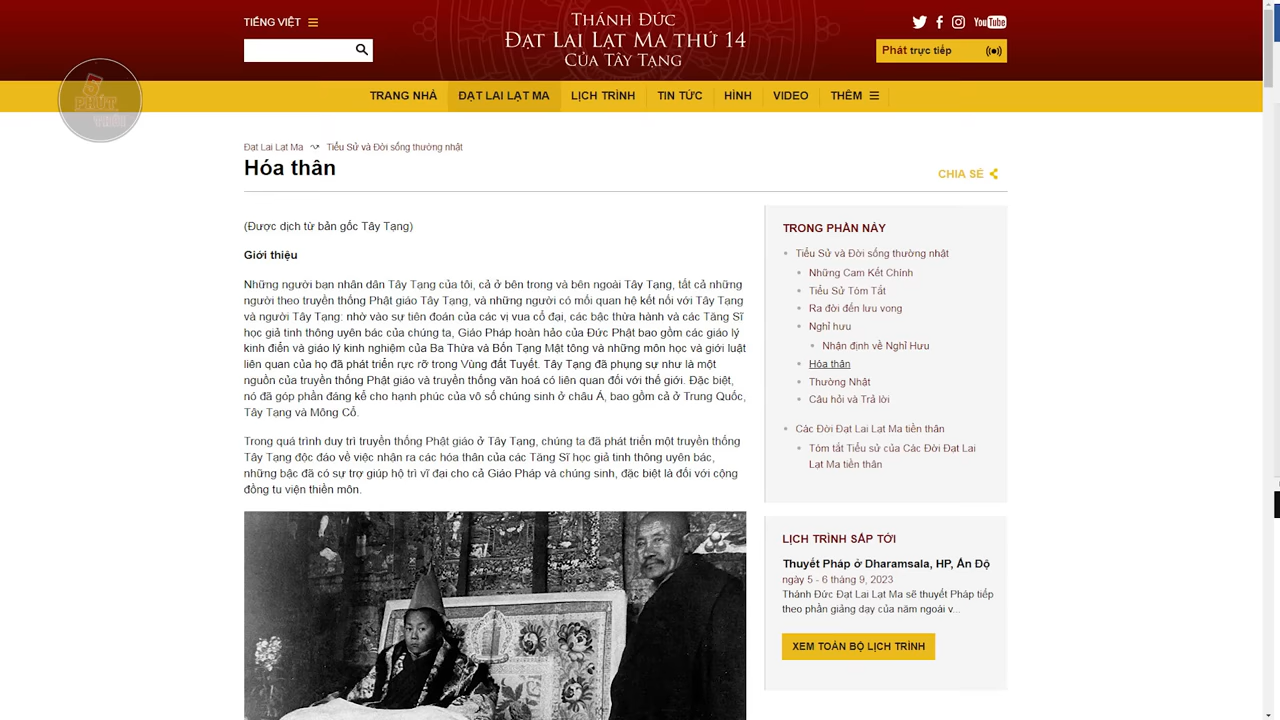 TIẾNG VIỆT
THÁNH ĐỨC
ĐẠT LAI LẠT MA THỨ 14
CỦA TÂY TẠNG
You Tube
Phát trực tiếp
5
PHÚT
TRANG NHÀ
ĐẠT LAI LẠT MA
LỊCH TRÌNH
TIN TỨC
HÌNH
VIDEO
THÊM
Đạt Lai Lạt Ma
Tiểu Sử và Đời sống thường nhật
Hóa thân
CHIA SẺ
(Được dịch từ bản gốc Tây Tạng)
Giới thiệu
Những người bạn nhân dân Tây Tạng của tôi, cả ở bên trong và bên ngoài Tây Tạng, tất cả những
người theo truyền thống Phật giáo Tây Tạng, và những người có mối quan hệ kết nối với Tây Tạng
và người Tây Tạng: nhờ vào sự tiên đoán của các vị vua cổ đại, các bậc thừa hành và các Tăng Sĩ
học giả tinh thông uyên bác của chúng ta, Giáo Pháp hoàn hảo của Đức Phật bao gồm các giáo lý
kinh điển và giáo lý kinh nghiệm của Ba Thừa và Bốn Tạng Mật tông và những môn học và giới luật
liên quan của họ đã phát triển rực rỡ trong Vùng đất Tuyết. Tây Tạng đã phụng sự như là một
nguồn của truyền thống Phật giáo và truyền thống văn hoá có liên quan đối với thế giới. Đặc biệt,
nó đã góp phần đáng kể cho hạnh phúc của vô số chúng sinh ở châu Á, bao gồm cả ở Trung Quốc,
Tây Tạng và Mông Cổ.
Trong quá trình duy trì truyền thống Phật giáo ở Tây Tạng, chúng ta đã phát triển một truyền thống
Tây Tạng độc đáo về việc nhận ra các hóa thân của các Tăng Sĩ học giả tinh thông uyên bác,
những bậc đã có sự trợ giúp hộ trì vĩ đại cho cả Giáo Pháp và chúng sinh, đặc biệt là đối với cộng
đồng tu viện thiền môn.
TRONG PHẦN NÀY
Tiểu Sử và Đời sống thường nhật
Những Cam Kết Chính
Tiểu Sử Tóm Tắt
Ra đời đến lưu vong
Nghỉ hưu
Nhận định về Nghỉ Hưu
Hóa thân
Thường Nhật
Câu hỏi và Trả lời
Các Đời Đạt Lai Lạt Ma tiền thân
Tóm tắt Tiểu sử của Các Đời Đạt Lai
Lạt Ma tiền thân
LỊCH TRÌNH SẮP TỚI
Thuyết Pháp ở Dharamsala, HP, Ấn Độ
ngày 5 - 6 tháng 9, 2023
Thánh Đức Đạt Lai Lạt Ma sẽ thuyết Pháp tiếp
theo phần giảng dạy của năm ngoái v...
XEM TOÀN BỘ LỊCH TRÌNH